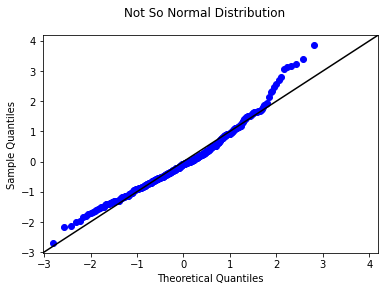 Not So Normal Distribution
4
3
2
1
0
−1
−2
−3
Sample Quantiles
−3 −2 −1 0 1 2 3 4
Theoretical Quantiles